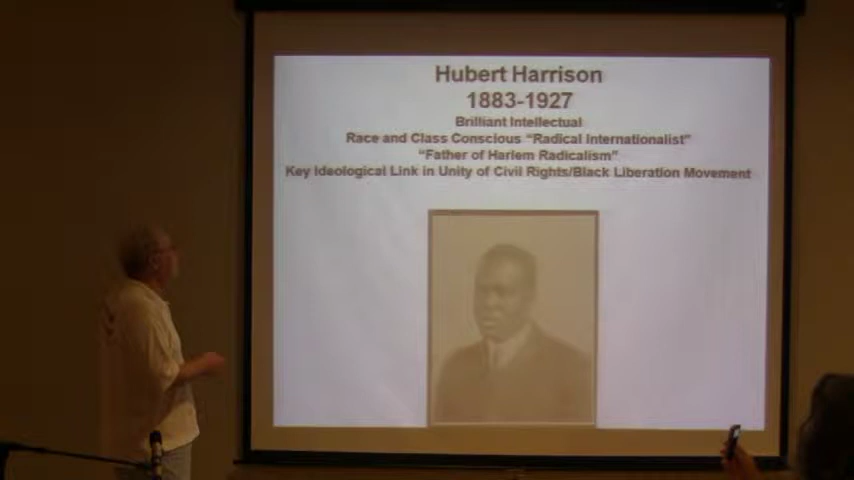 Hubert Harrison
1883-1927
Brilliant Intellectual
Race and Class Conscious "Radical Internationalist"
"Father of Harlem Radicalism"
Key Ideological Link in Unity of Civil Rights/Black Liberation Movement